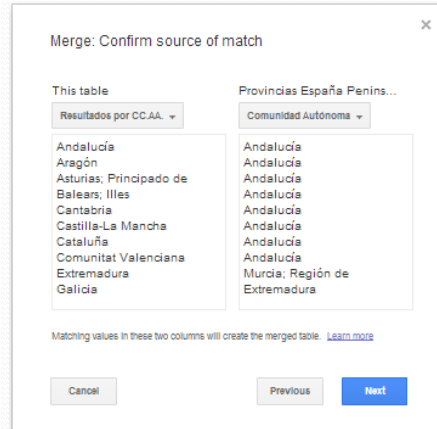 ×
Merge: Confirm source of match
This table
Provincias España Penins...
Resultados por CC.AA.
Comunidad Autónoma
Andalucía
Aragón
Asturias; Principado de
Balears; Illes
Cantabria
Castilla-La Mancha
Cataluña
Comunitat Valenciana
Extremadura
Galicia
Andalucía
Andalucía
Andalucía
Andalucía
Andalucía
Andalucía
Andalucía
Andalucía
Murcia; Región de
Extremadura
Matching values in these two columns will create the merged table. Learn more
Cancel
Previous
Next